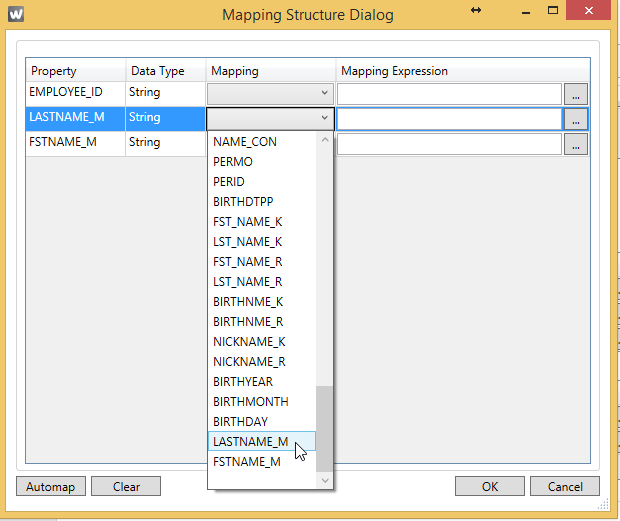 W Mapping Structure Dialog
Property Data Type Mapping Mapping Expression
EMPLOYEE_ID String ...
LASTNAME_M String ...
FSTNAME_M String ...
NAME_CON
PERMO
PERID
BIRTHDTPP
FST_NAME_K
LST_NAME_K
FST_NAME_R
LST_NAME_R
BIRTHNME_K
BIRTHNME_R
NICKNAME_K
NICKNAME_R
BIRTHYEAR
BIRTHMONTH
BIRTHDAY
LASTNAME_M
FSTNAME_M
Automap Clear OK Cancel